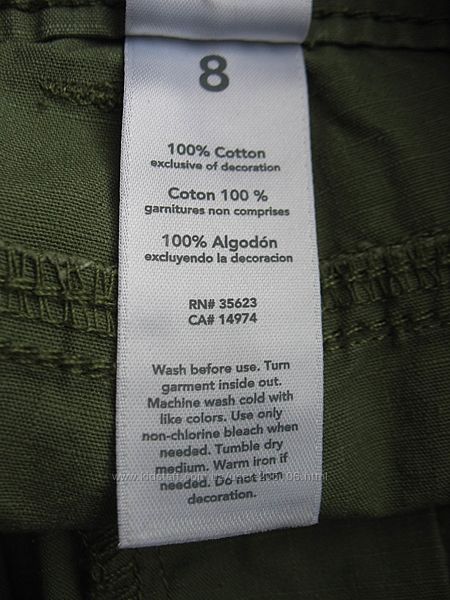 8
100% Cotton
exclusive of decoration
Coton 100 %
garnitures non comprises
100% Algodón
excluyendo la decoracion
RN# 35623
CA# 14974
Wash before use. Turn
garment inside out.
Machine wash cold with
like colors. Use only
non-chlorine bleach when
needed. Tumble dry
medium. Warm iron if
needed. Do not iron
decoration.